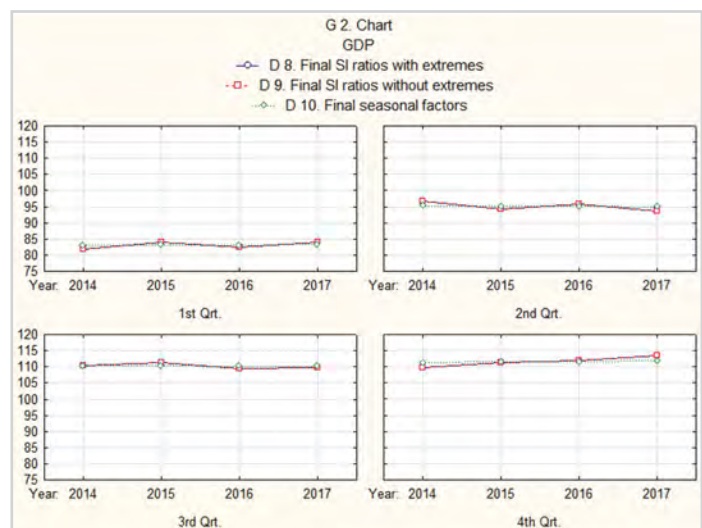 G 2. Chart
GDP
D 8. Final SI ratios with extremes
D 9. Final SI ratios without extremes
D 10. Final seasonal factors
120
115
110
105
100
95
90
85
80
75
Year: 2014 2015 2016 2017
1st Qrt.
Year: 2014 2015 2016 2017
2nd Qrt.
120
115
110
105
100
95
90
85
80
75
Year: 2014 2015 2016 2017
3rd Qrt.
Year: 2014 2015 2016 2017
4th Qrt.